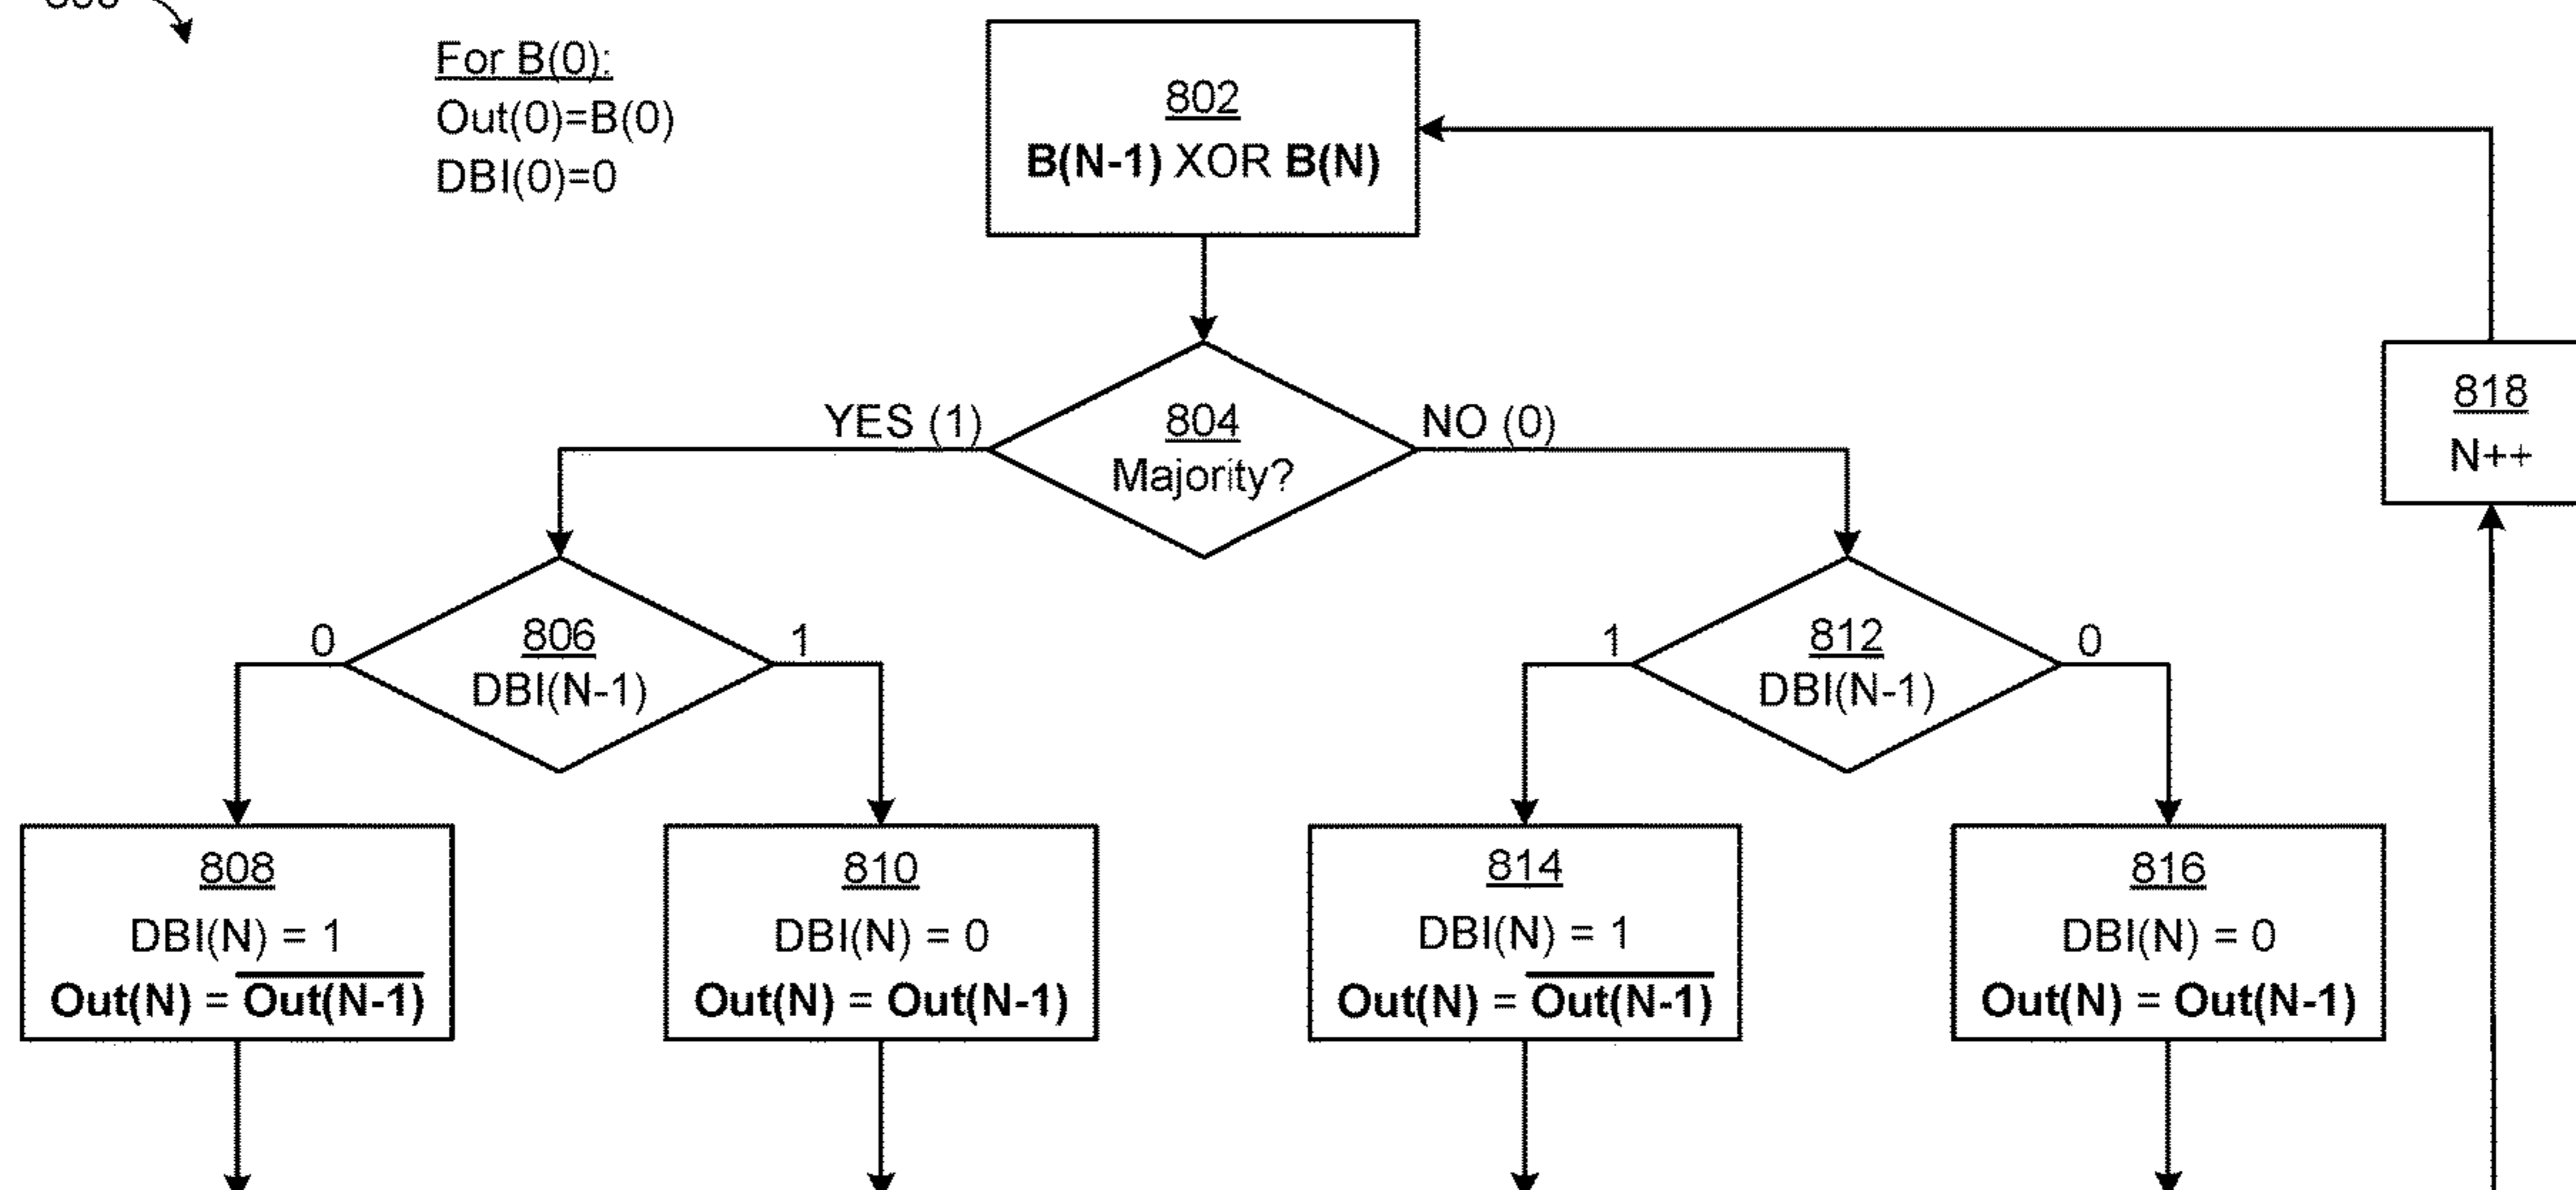 For B(0):
Out(0)=B(0)
DBI(0)=0
802
B(N-1) XOR B(N)
YES (1)
804
Majority?
NO (0)
818
N++
0
806
DBI(N-1)
1
1
812
DBI(N-1)
0
808
DBI(N) = 1
Out(N) = O̅u̅t̅(̅N̅-̅1̅)̅
810
DBI(N) = 0
Out(N) = Out(N-1)
814
DBI(N) = 1
Out(N) = O̅u̅t̅(̅N̅-̅1̅)̅
816
DBI(N) = 0
Out(N) = Out(N-1)